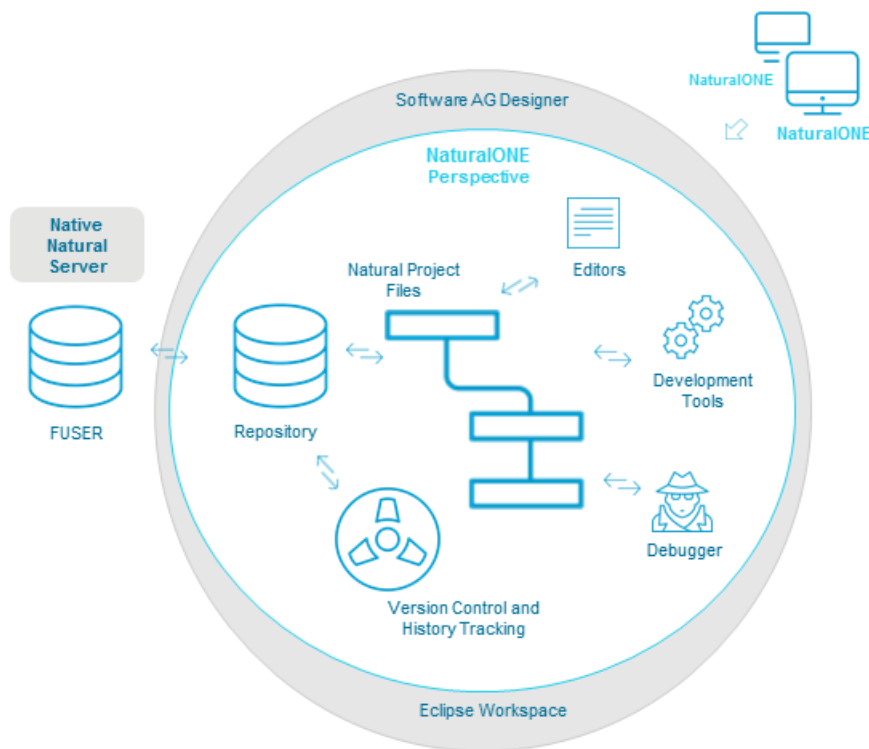 NaturalONE
NaturalONE
Software AG Designer
NaturalONE
Perspective
Native
Natural
Server
Natural Project
Files
Editors
Development
Tools
FUSER
Repository
Debugger
Version Control and
History Tracking
Eclipse Workspace